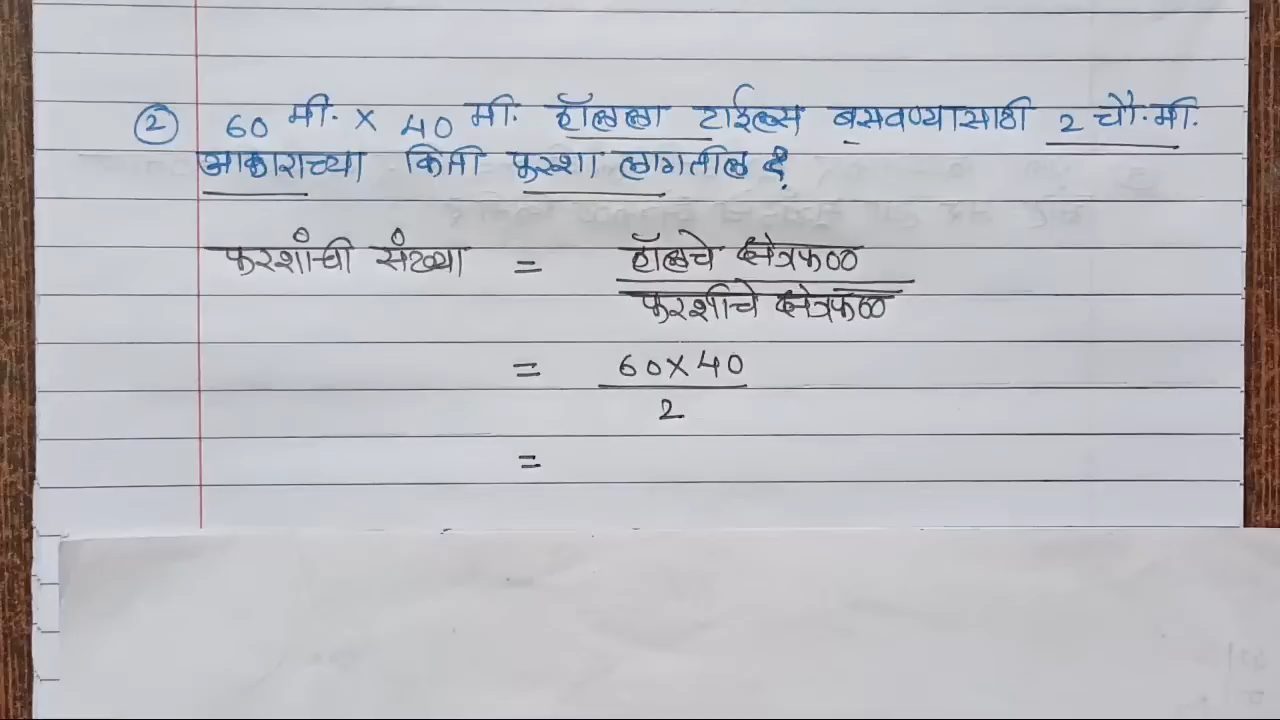 ② 60 मी. × 40 मी. हॉलला टाईल्स बसवण्यासाठी 2 चौ.मी.
आकाराच्या किती फरशा लागतील ?
फरशांची संख्या = हॉलचे क्षेत्रफळ
फरशीचे क्षेत्रफळ
= 60×40
2
=